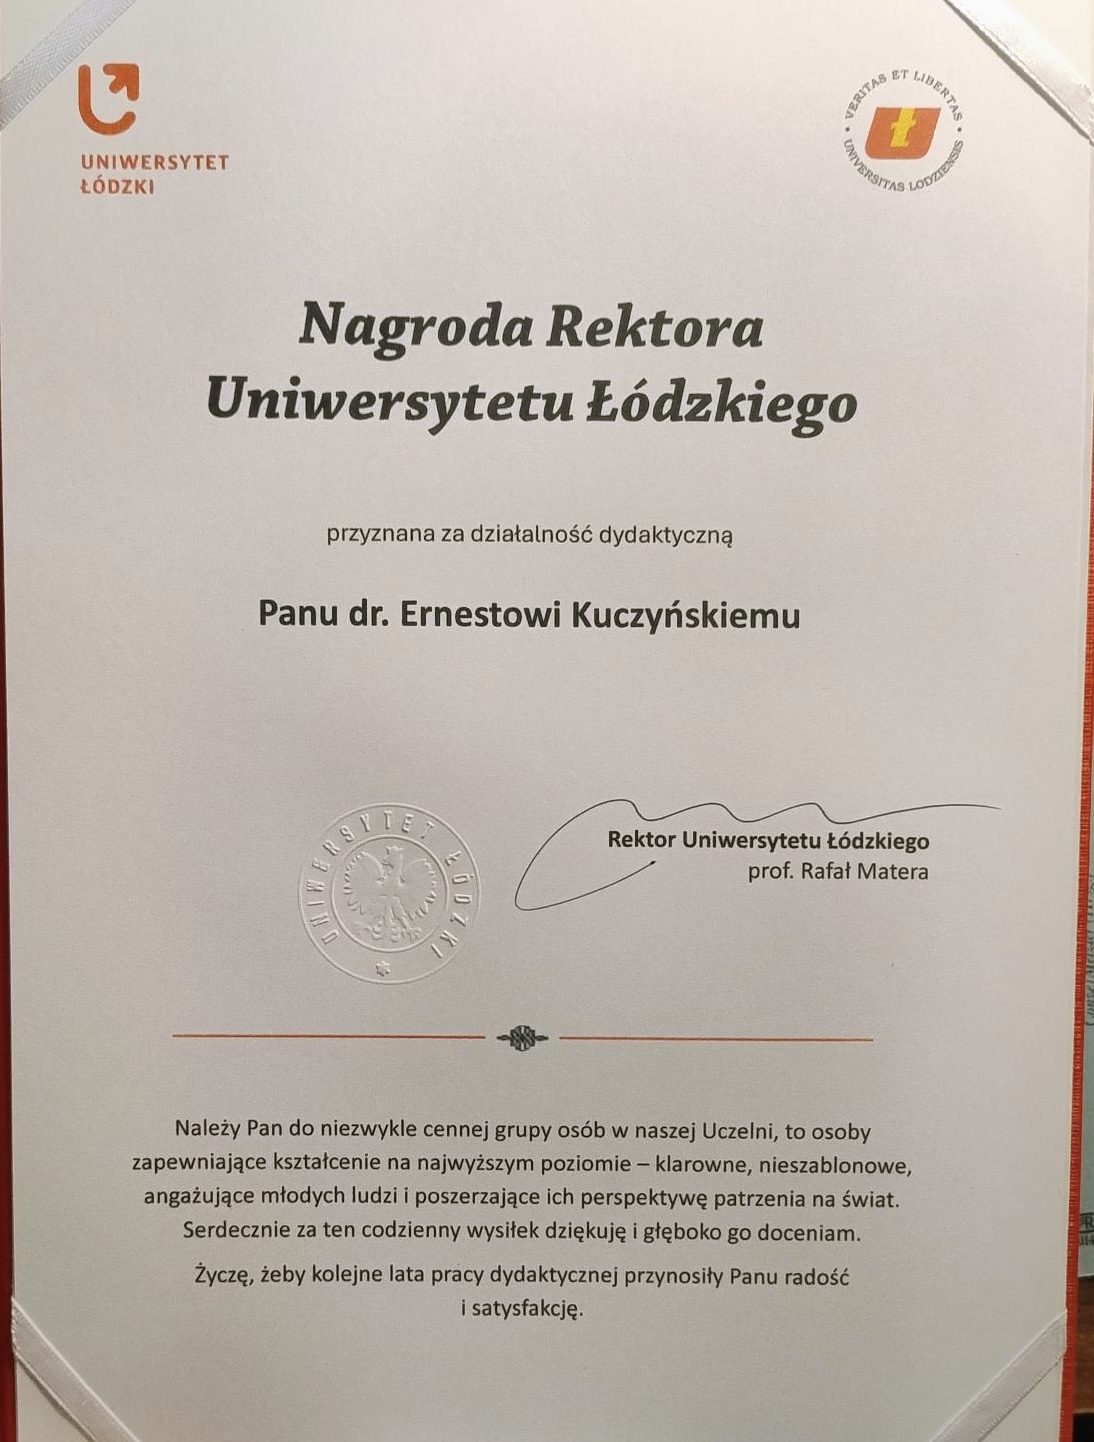 UNIWERSYTET
ŁÓDZKI
VERITAS ET LIBERTAS
UNIVERSITAS LODZIENSIS
ł
Nagroda Rektora
Uniwersytetu Łódzkiego
przyznana za działalność dydaktyczną
Panu dr. Ernestowi Kuczyńskiemu
UNIWERSYTET ŁÓDZKI
Rektor Uniwersytetu Łódzkiego
prof. Rafał Matera
Należy Pan do niezwykle cennej grupy osób w naszej Uczelni, to osoby
zapewniające kształcenie na najwyższym poziomie – klarowne, nieszablonowe,
angażujące młodych ludzi i poszerzające ich perspektywę patrzenia na świat.
Serdecznie za ten codzienny wysiłek dziękuję i głęboko go doceniam.
Życzę, żeby kolejne lata pracy dydaktycznej przynosiły Panu radość
i satysfakcję.